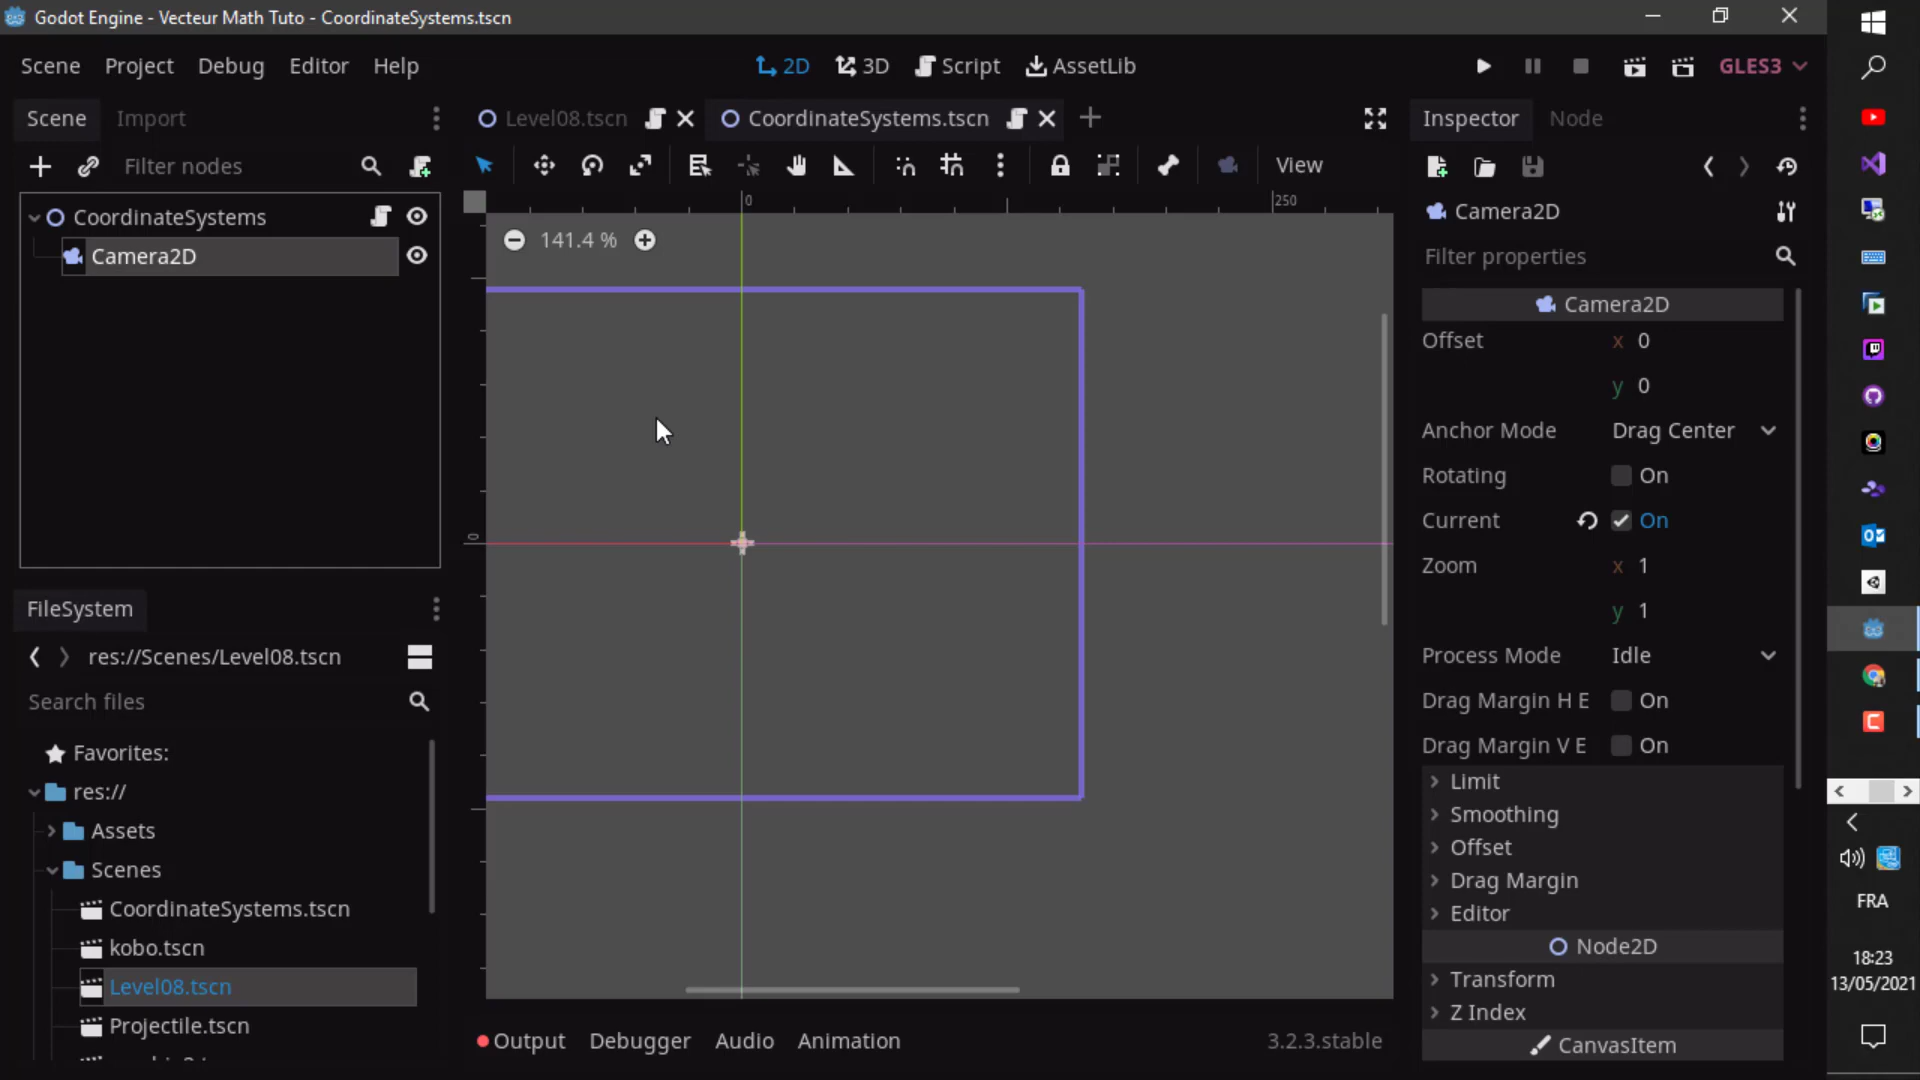 Godot Engine - Vecteur Math Tuto - CoordinateSystems.tscn
Scene Project Debug Editor Help
2D 3D Script AssetLib
GLES3
Scene Import
Level08.tscn CoordinateSystems.tscn
Inspector Node
Filter nodes
View
CoordinateSystems
Camera2D
0
250
141.4 %
0
Camera2D
Filter properties
Camera2D
Offset x 0
y 0
Anchor Mode Drag Center
Rotating On
Current On
Zoom x 1
y 1
Process Mode Idle
Drag Margin H E On
Drag Margin V E On
Limit
Smoothing
Offset
Drag Margin
Editor
Node2D
Transform
Z Index
CanvasItem
FileSystem
res://Scenes/Level08.tscn
Search files
Favorites:
res://
Assets
Scenes
CoordinateSystems.tscn
kobo.tscn
Level08.tscn
Projectile.tscn
Output Debugger Audio Animation 3.2.3.stable
FRA
18:23
13/05/2021